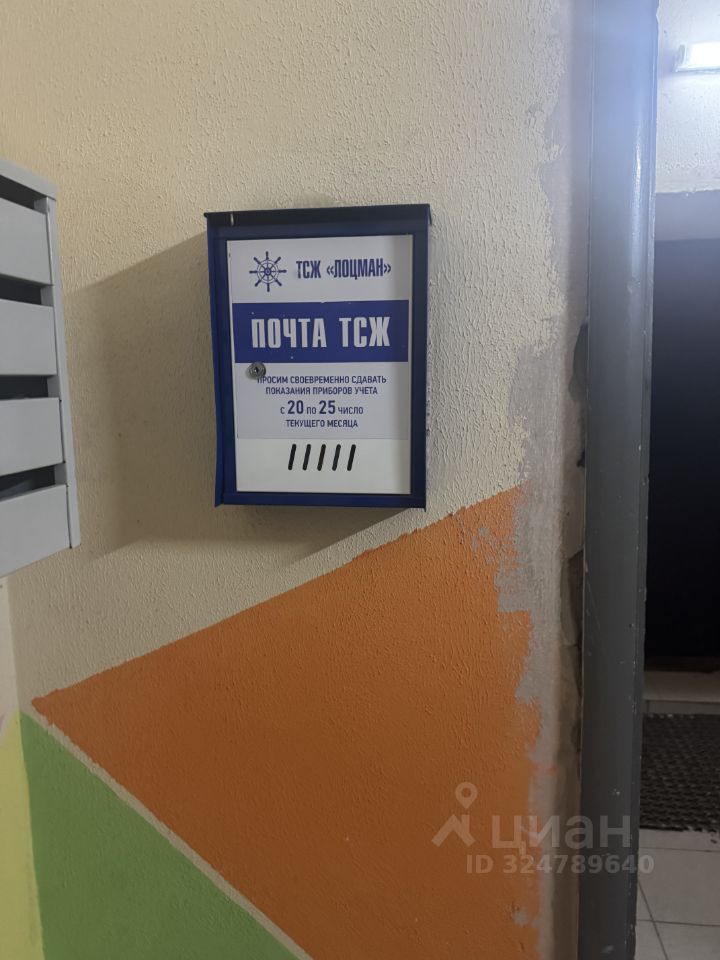 ТСЖ «ЛОЦМАН»
ПОЧТА ТСЖ
ПРОСИМ СВОЕВРЕМЕННО СДАВАТЬ
ПОКАЗАНИЯ ПРИБОРОВ УЧЕТА
С 20 ПО 25 ЧИСЛО
ТЕКУЩЕГО МЕСЯЦА
циан
ID 324789640